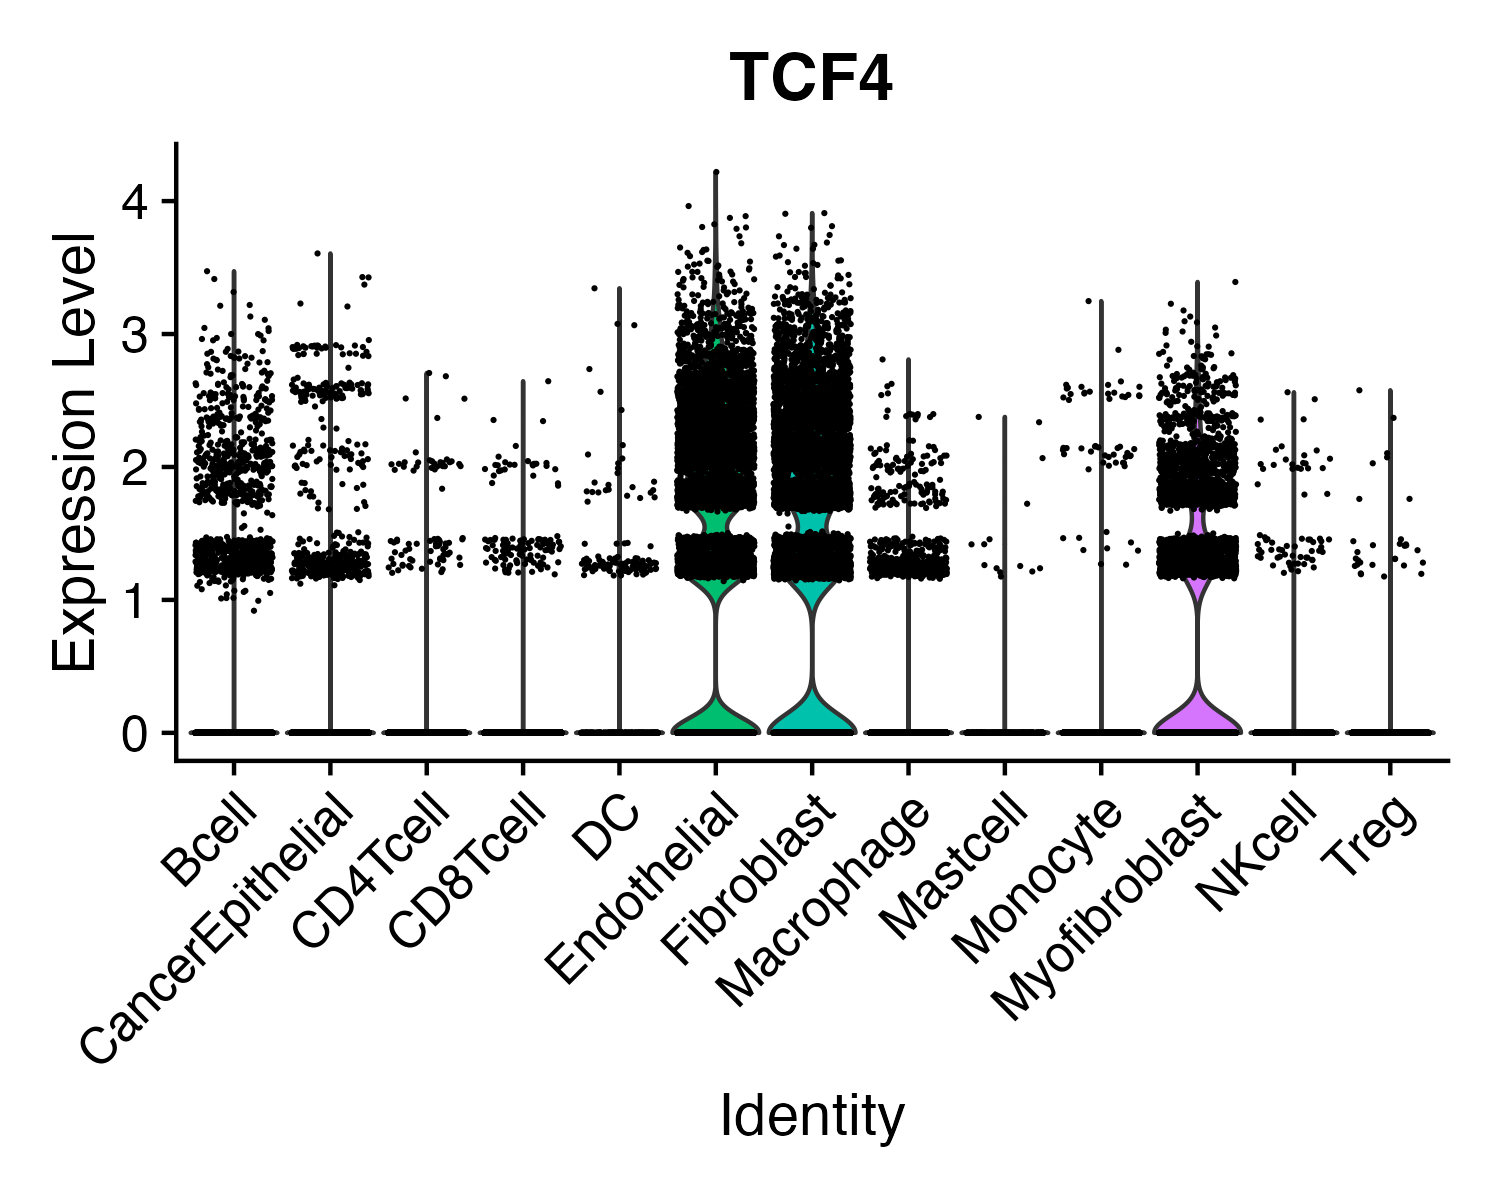 TCF4
Expression Level
4
3
2
1
0
Bcell
CancerEpithelial
CD4Tcell
CD8Tcell
DC
Endothelial
Fibroblast
Macrophage
Mastcell
Monocyte
Myofibroblast
NKcell
Treg
Identity